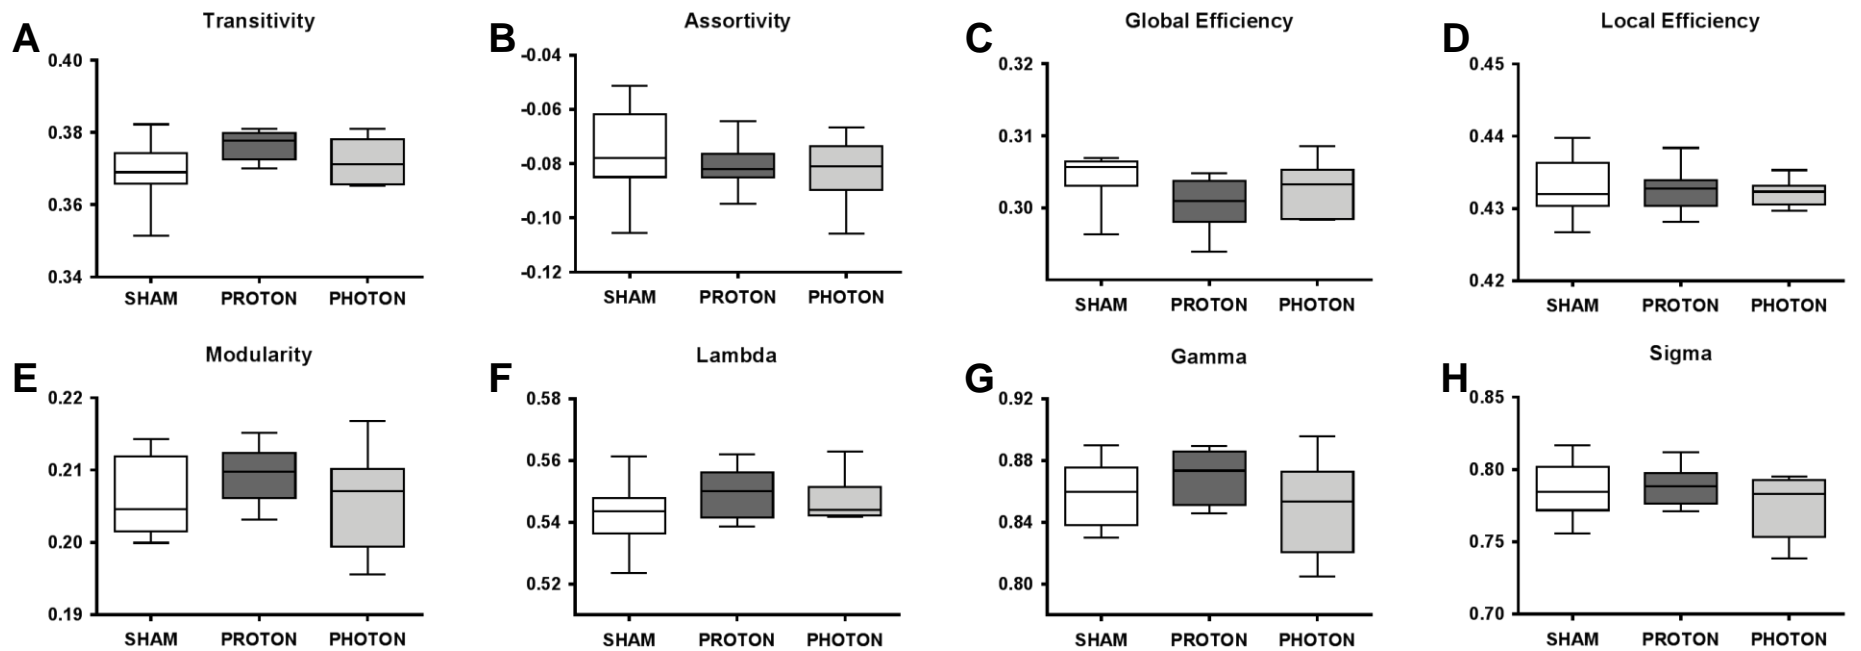 Transitivity
A
0.40
0.38
0.36
0.34
SHAM PROTON PHOTON
Assortivity
B
-0.04
-0.06
-0.08
-0.10
-0.12
SHAM PROTON PHOTON
Global Efficiency
C
0.32
0.31
0.30
SHAM PROTON PHOTON
Local Efficiency
D
0.45
0.44
0.43
0.42
SHAM PROTON PHOTON
Modularity
E
0.22
0.21
0.20
0.19
SHAM PROTON PHOTON
Lambda
F
0.58
0.56
0.54
0.52
SHAM PROTON PHOTON
Gamma
G
0.92
0.88
0.84
0.80
SHAM PROTON PHOTON
Sigma
H
0.85
0.80
0.75
0.70
SHAM PROTON PHOTON